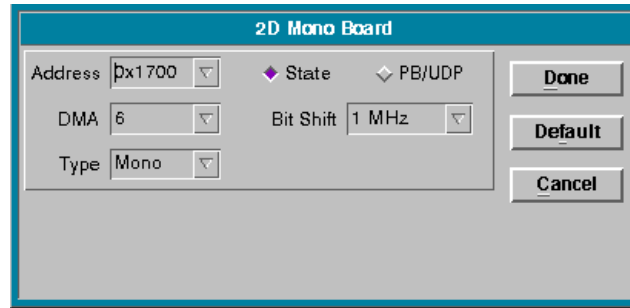 2D Mono Board
Address 0x1700 State PB/UDP
DMA 6 Bit Shift 1 MHz
Type Mono
Done
Default
Cancel